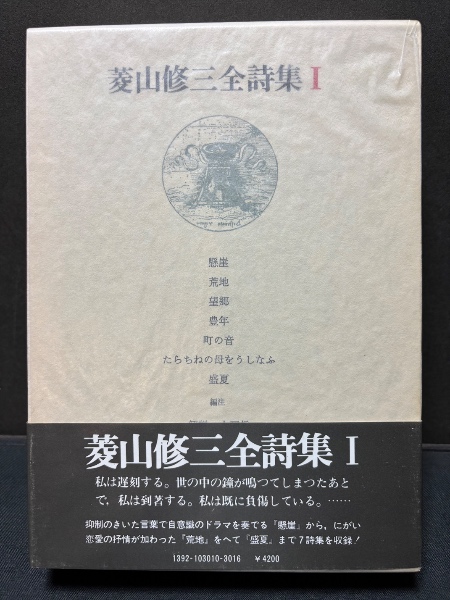 菱山修三全詩集 I
懸崖
荒地
望郷
豊年
町の音
たらちねの母をうしなふ
盛夏
編注
菱山修三全詩集 I
私は遅刻する。世の中の鐘が鳴つてしまつたあと
で,私は到著する。私は既に負傷している。……
抑制のきいた言葉で自意識のドラマを奏でる『懸崖』から,にがい
恋愛の抒情が加わった『荒地』をへて『盛夏』まで7詩集を収録!
1392-103010-3016 ¥4200